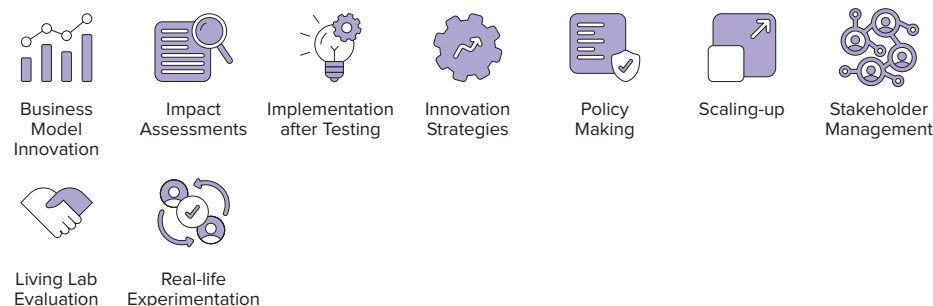 Business
Model
Innovation
Impact
Assessments
Implementation
after Testing
Innovation
Strategies
Policy
Making
Scaling-up
Stakeholder
Management
Living Lab
Evaluation
Real-life
Experimentation